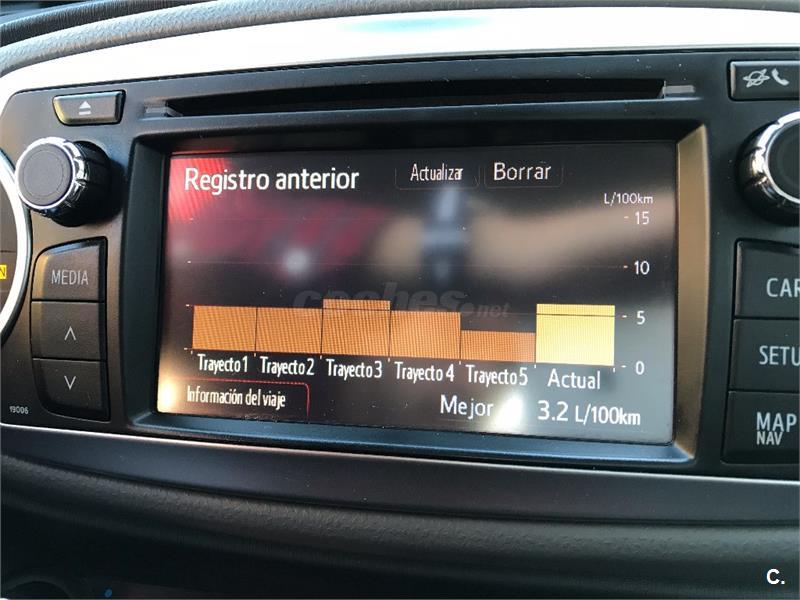 Registro anterior Actualizar Borrar
L/100km
15
10
5
0
MEDIA
coches.net
Trayecto 1 Trayecto 2 Trayecto 3 Trayecto 4 Trayecto 5 Actual
Información del viaje
Mejor 3.2 L/100km
19006
CAR
SETU
MAP
NAV
N
C.